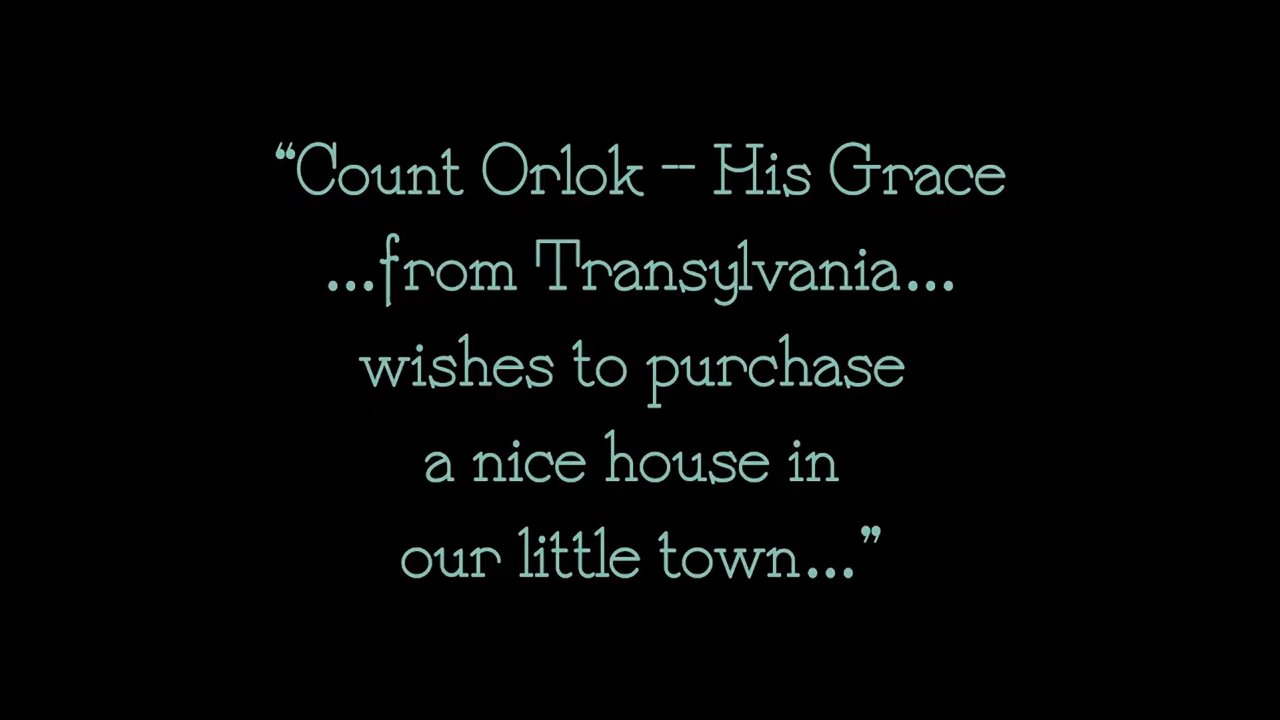 “Count Orlok -- His Grace
...from Transylvania...
wishes to purchase
a nice house in
our little town...”